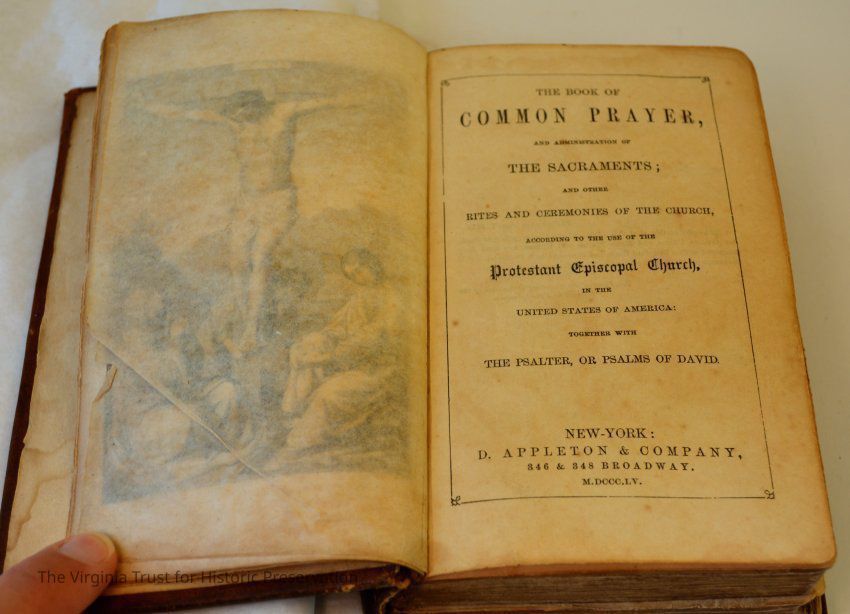 THE BOOK OF
COMMON PRAYER,
AND ADMINISTRATION OF
THE SACRAMENTS;
AND OTHER
RITES AND CEREMONIES OF THE CHURCH,
ACCORDING TO THE USE OF THE
Protestant Episcopal Church,
IN THE
UNITED STATES OF AMERICA:
TOGETHER WITH
THE PSALTER, OR PSALMS OF DAVID.
NEW-YORK:
D. APPLETON & COMPANY,
346 & 348 BROADWAY.
M.DCCC.LV.
The Virginia Trust for Historic Preservation